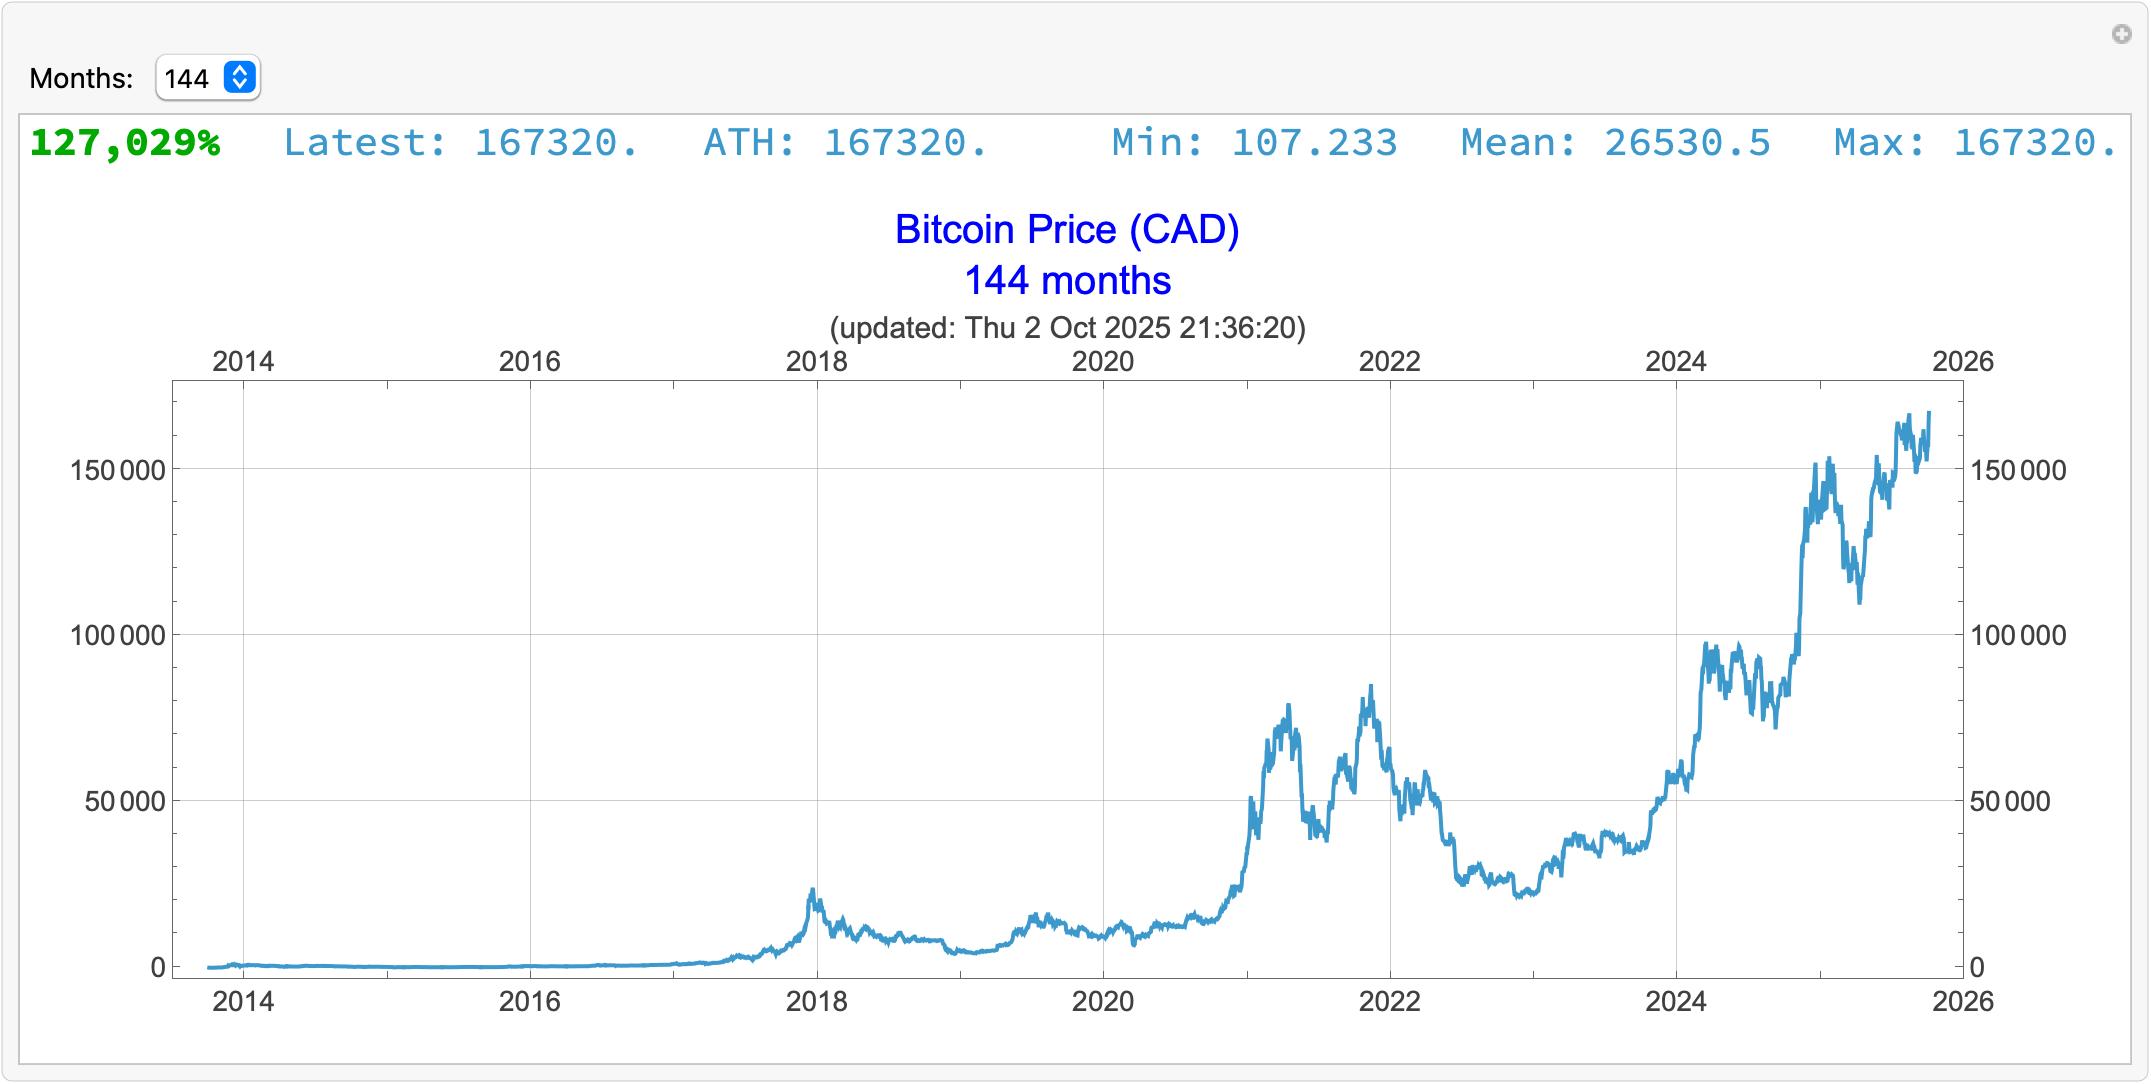 Months: 144
127,029% Latest: 167320. ATH: 167320. Min: 107.233 Mean: 26530.5 Max: 167320.
Bitcoin Price (CAD)
144 months
(updated: Thu 2 Oct 2025 21:36:20)
2014 2016 2018 2020 2022 2024 2026
150 000 150 000
100 000 100 000
50 000 50 000
0 0
2014 2016 2018 2020 2022 2024 2026